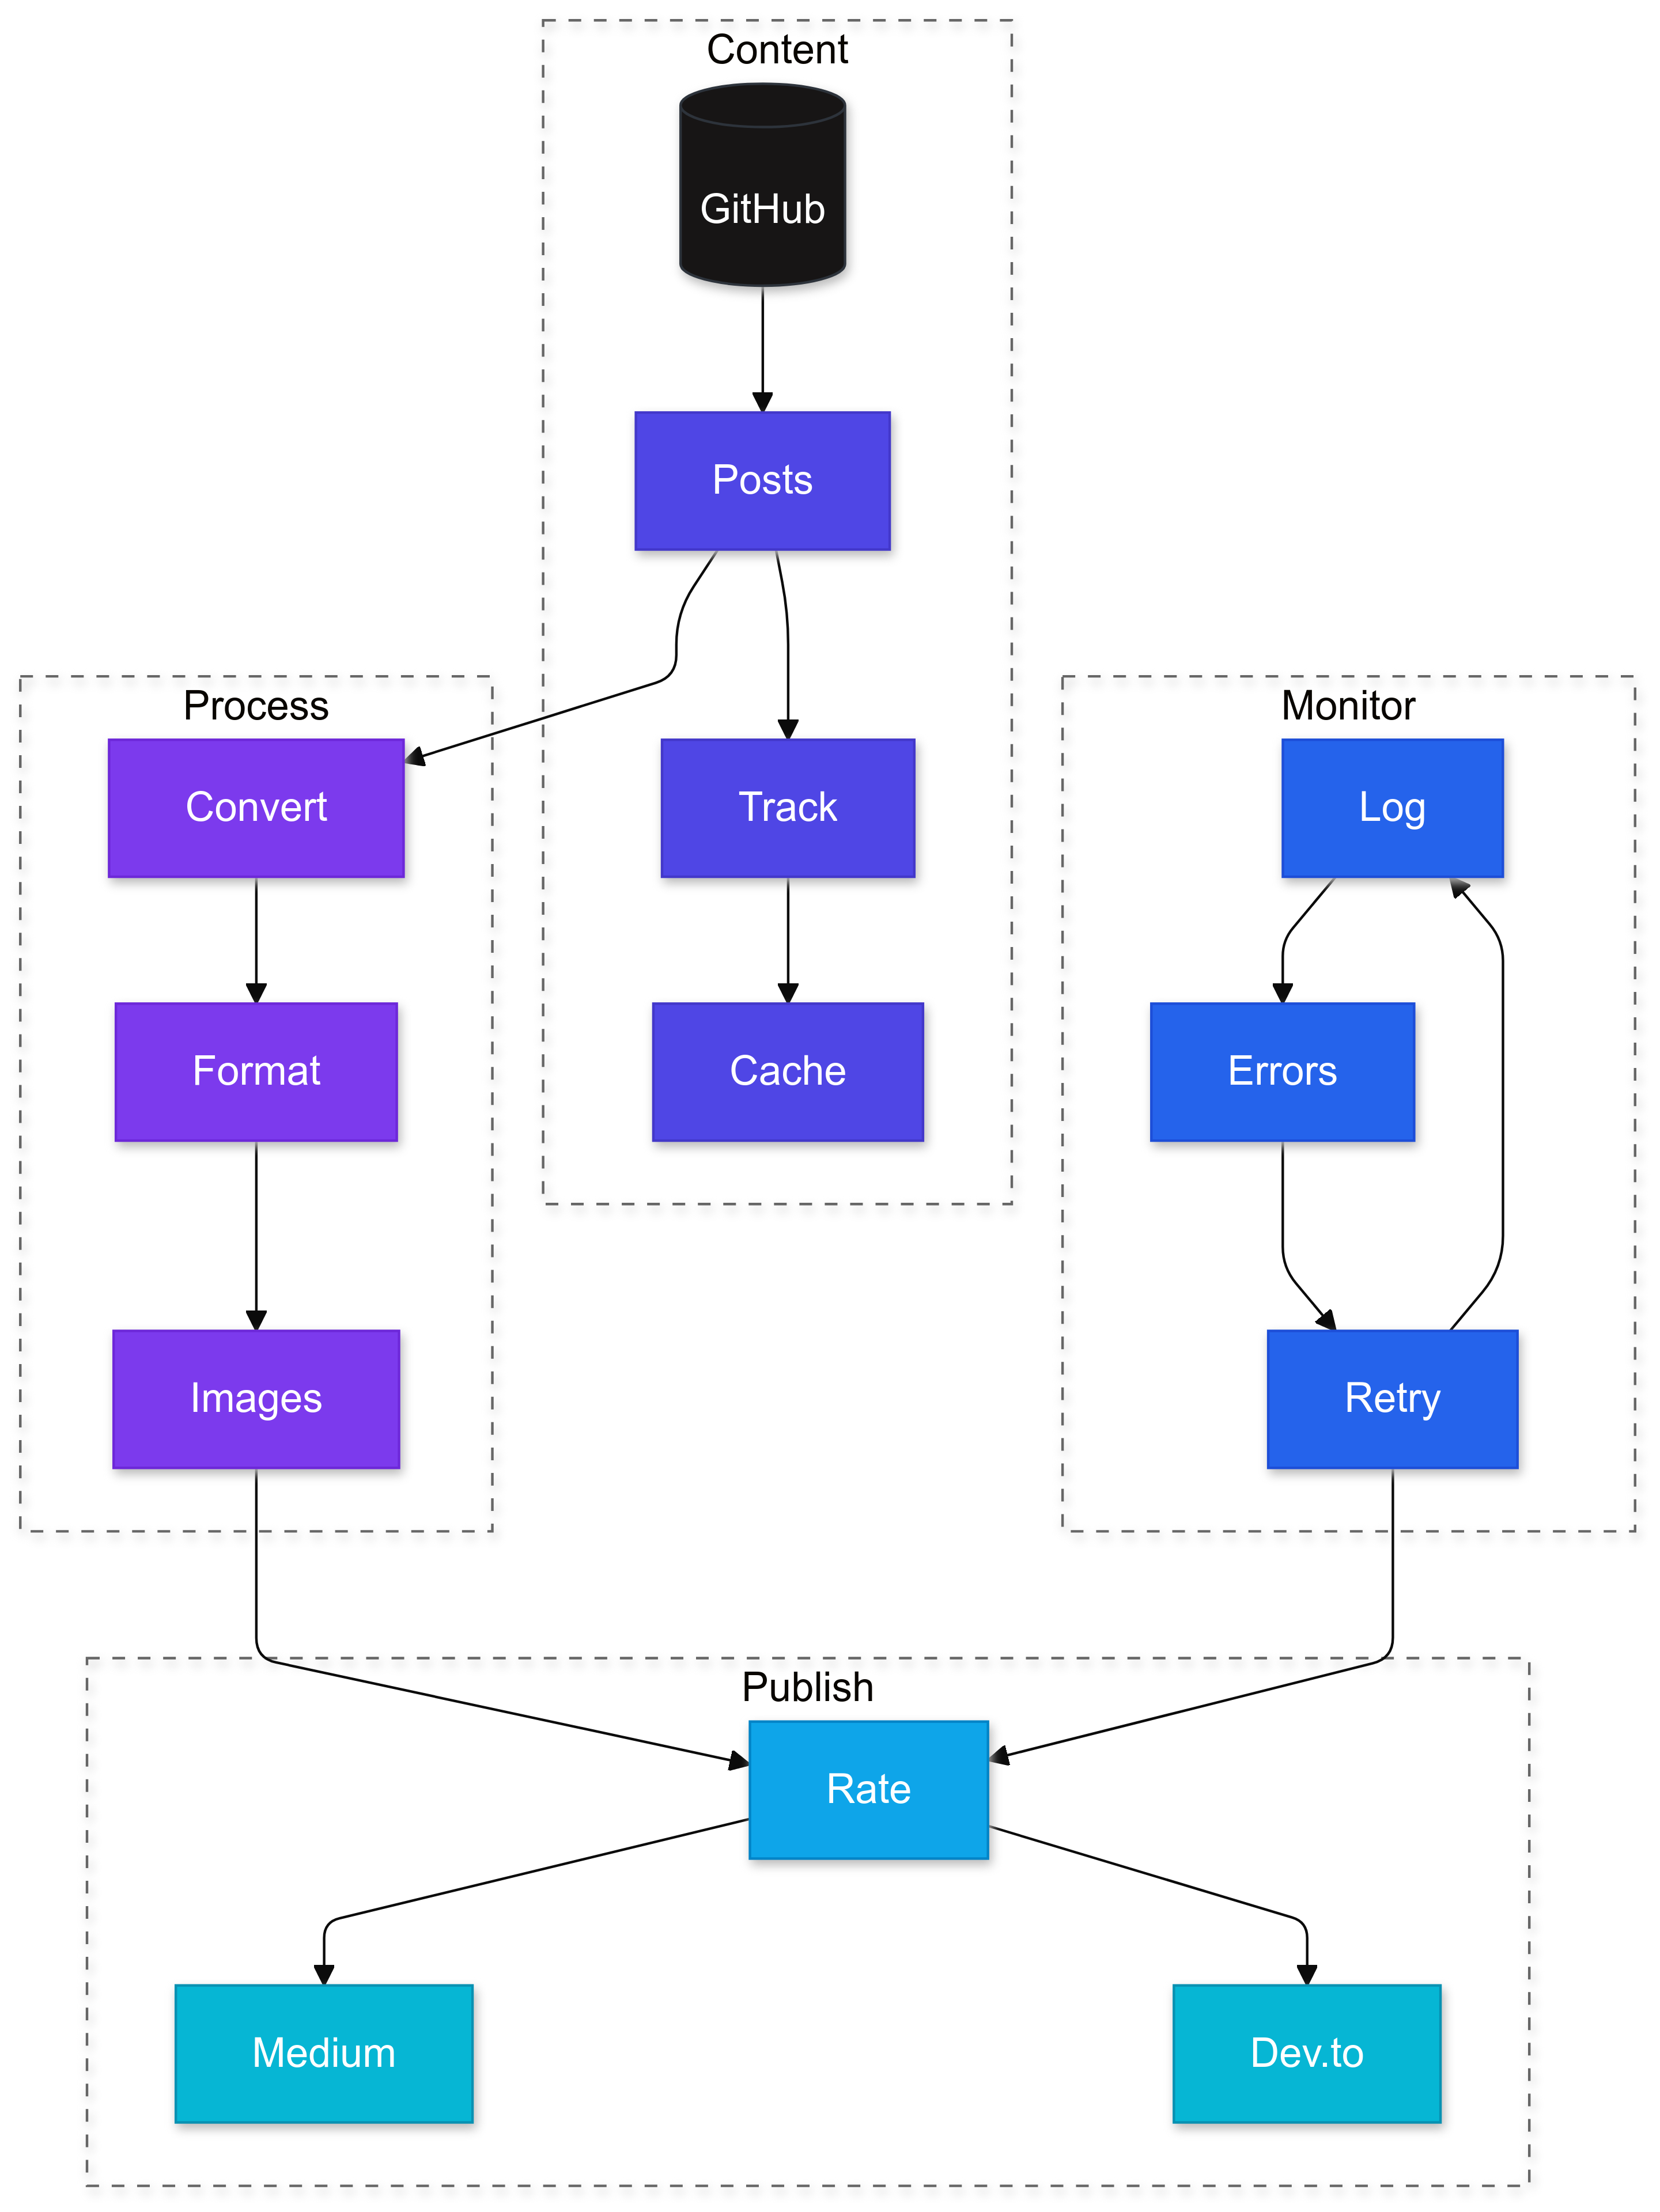 Content
GitHub
Posts
Process
Monitor
Convert
Track
Log
Format
Cache
Errors
Images
Retry
Publish
Rate
Medium
Dev.to